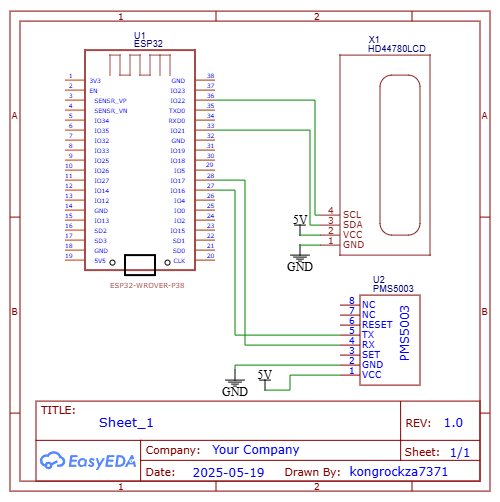 1 2
A A
B B
1 2
U1
ESP32
1 3V3 GND 38
2 EN IO23 37
3 SENSR_VP IO22 36
4 SENSR_VN TXD0 35
5 IO34 RXD0 34
6 IO35 IO21 33
7 IO32 GND 32
8 IO33 IO19 31
9 IO25 IO18 30
10 IO26 IO5 29
11 IO27 IO17 28
12 IO14 IO16 27
13 IO12 IO4 26
14 GND IO0 25
15 IO13 IO2 24
16 SD2 IO15 23
17 SD3 SD1 22
18 GND SD0 21
19 5V5 CLK 20
ESP32-WROVER-P38
X1
HD44780LCD
4 SCL
3 SDA
2 VCC
1 GND
5V
GND
U2
PMS5003
8 NC
7 NC
6 RESET
5 TX
4 RX
3 SET
2 GND
1 VCC
PMS5003
GND
5V
TITLE:
Sheet_1
REV: 1.0
EasyEDA
Company: Your Company
Sheet: 1/1
Date: 2025-05-19 Drawn By: kongrockza7371